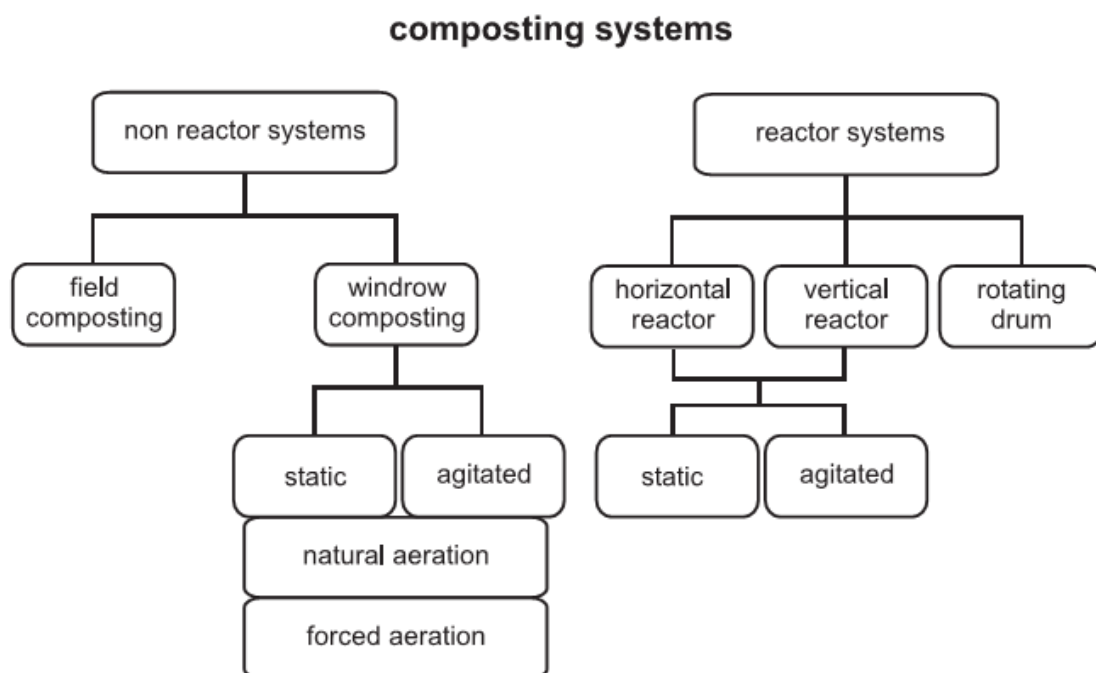 composting systems
non reactor systems
reactor systems
field
composting
windrow
composting
horizontal
reactor
vertical
reactor
rotating
drum
static
agitated
static
agitated
natural aeration
forced aeration